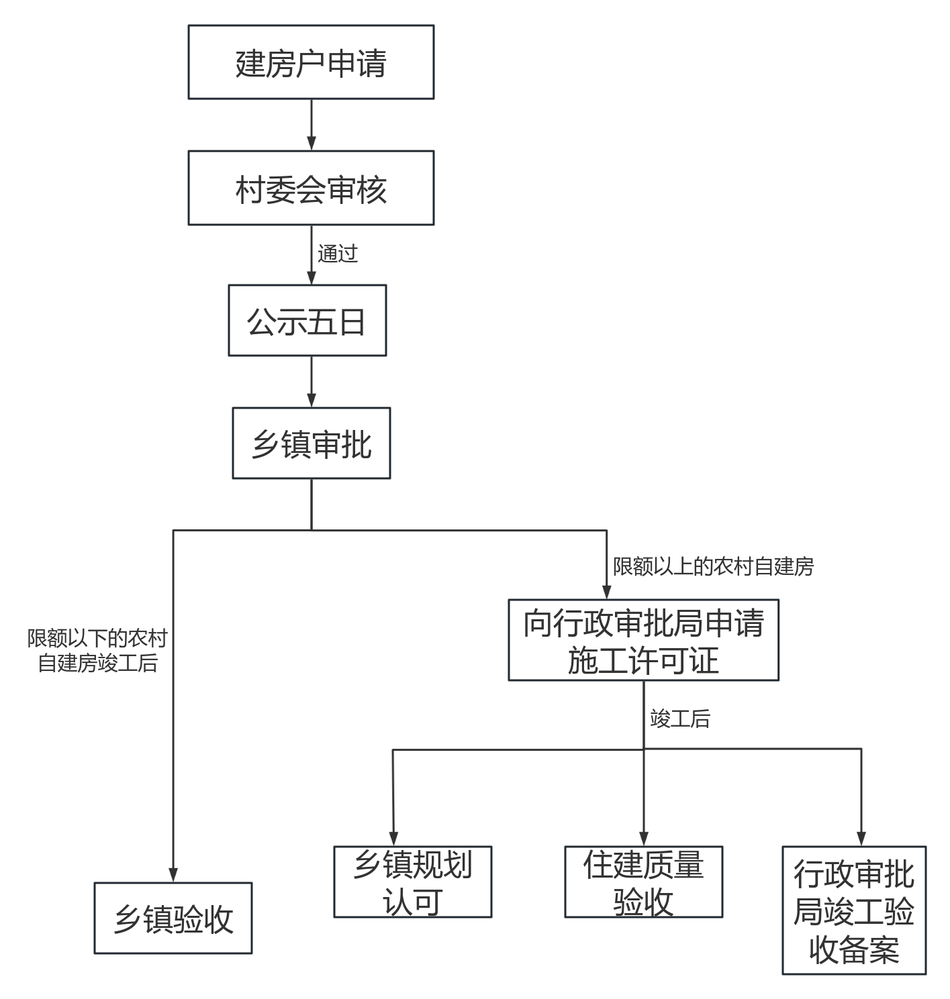 建房户申请
村委会审核
通过
公示五日
乡镇审批
限额以上的农村自建房
向行政审批局申请
施工许可证
限额以下的农村
自建房竣工后
竣工后
乡镇规划
认可
住建质量
验收
行政审批
局竣工验
收备案
乡镇验收